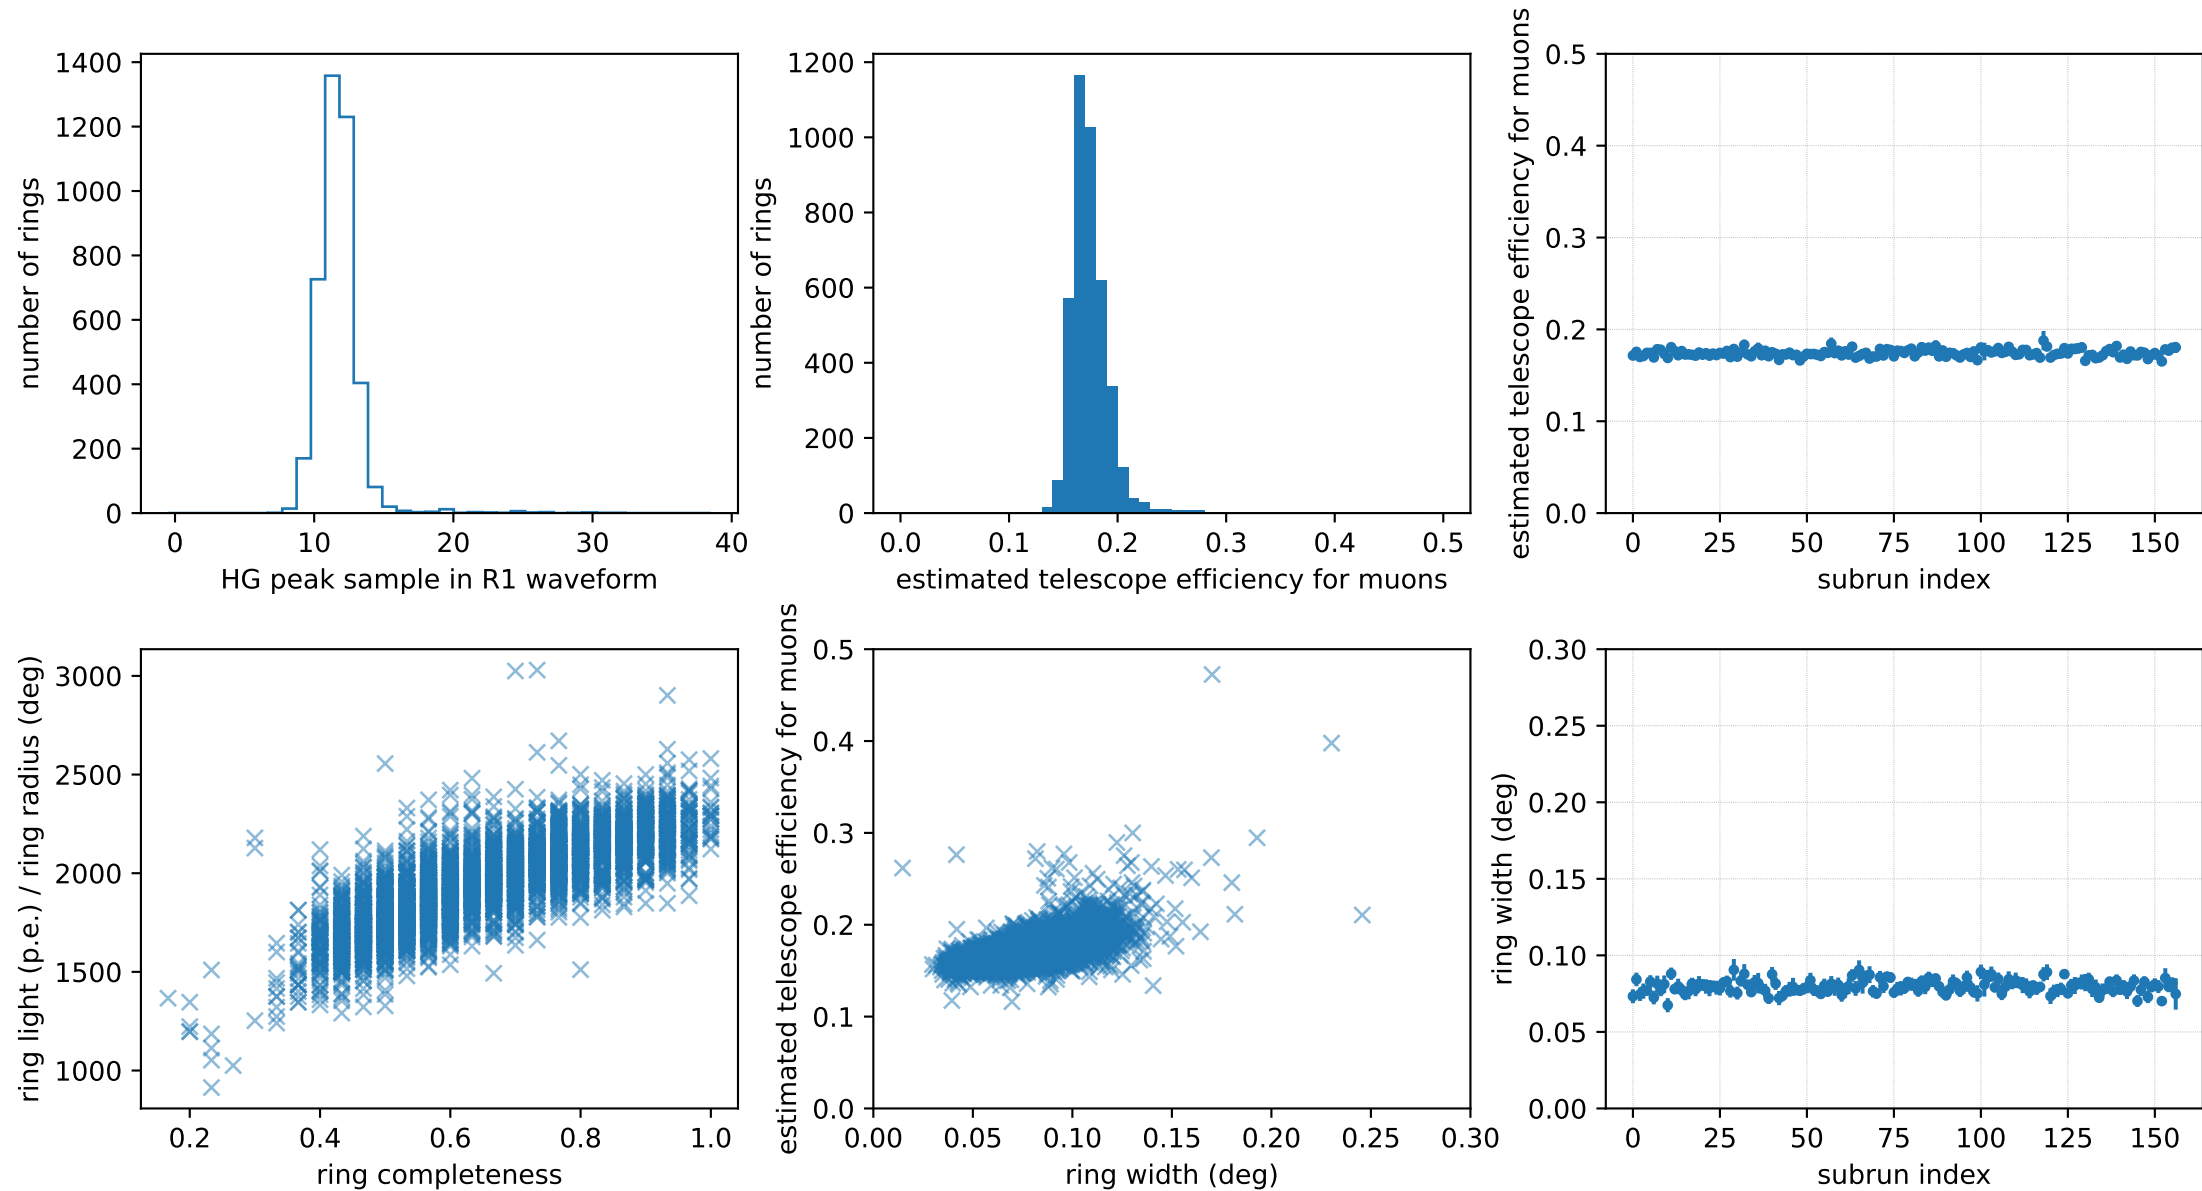 1400
1200
1000
800
600
400
200
0
number of rings
0 10 20 30 40
HG peak sample in R1 waveform
1200
1000
800
600
400
200
0
number of rings
0.0 0.1 0.2 0.3 0.4 0.5
estimated telescope efficiency for muons
0.5
0.4
0.3
0.2
0.1
0.0
estimated telescope efficiency for muons
0 25 50 75 100 125 150
subrun index
3000
2500
2000
1500
1000
ring light (p.e.) / ring radius (deg)
0.2 0.4 0.6 0.8 1.0
ring completeness
0.5
0.4
0.3
0.2
0.1
0.0
estimated telescope efficiency for muons
0.00 0.05 0.10 0.15 0.20 0.25 0.30
ring width (deg)
0.30
0.25
0.20
0.15
0.10
0.05
0.00
ring width (deg)
0 25 50 75 100 125 150
subrun index